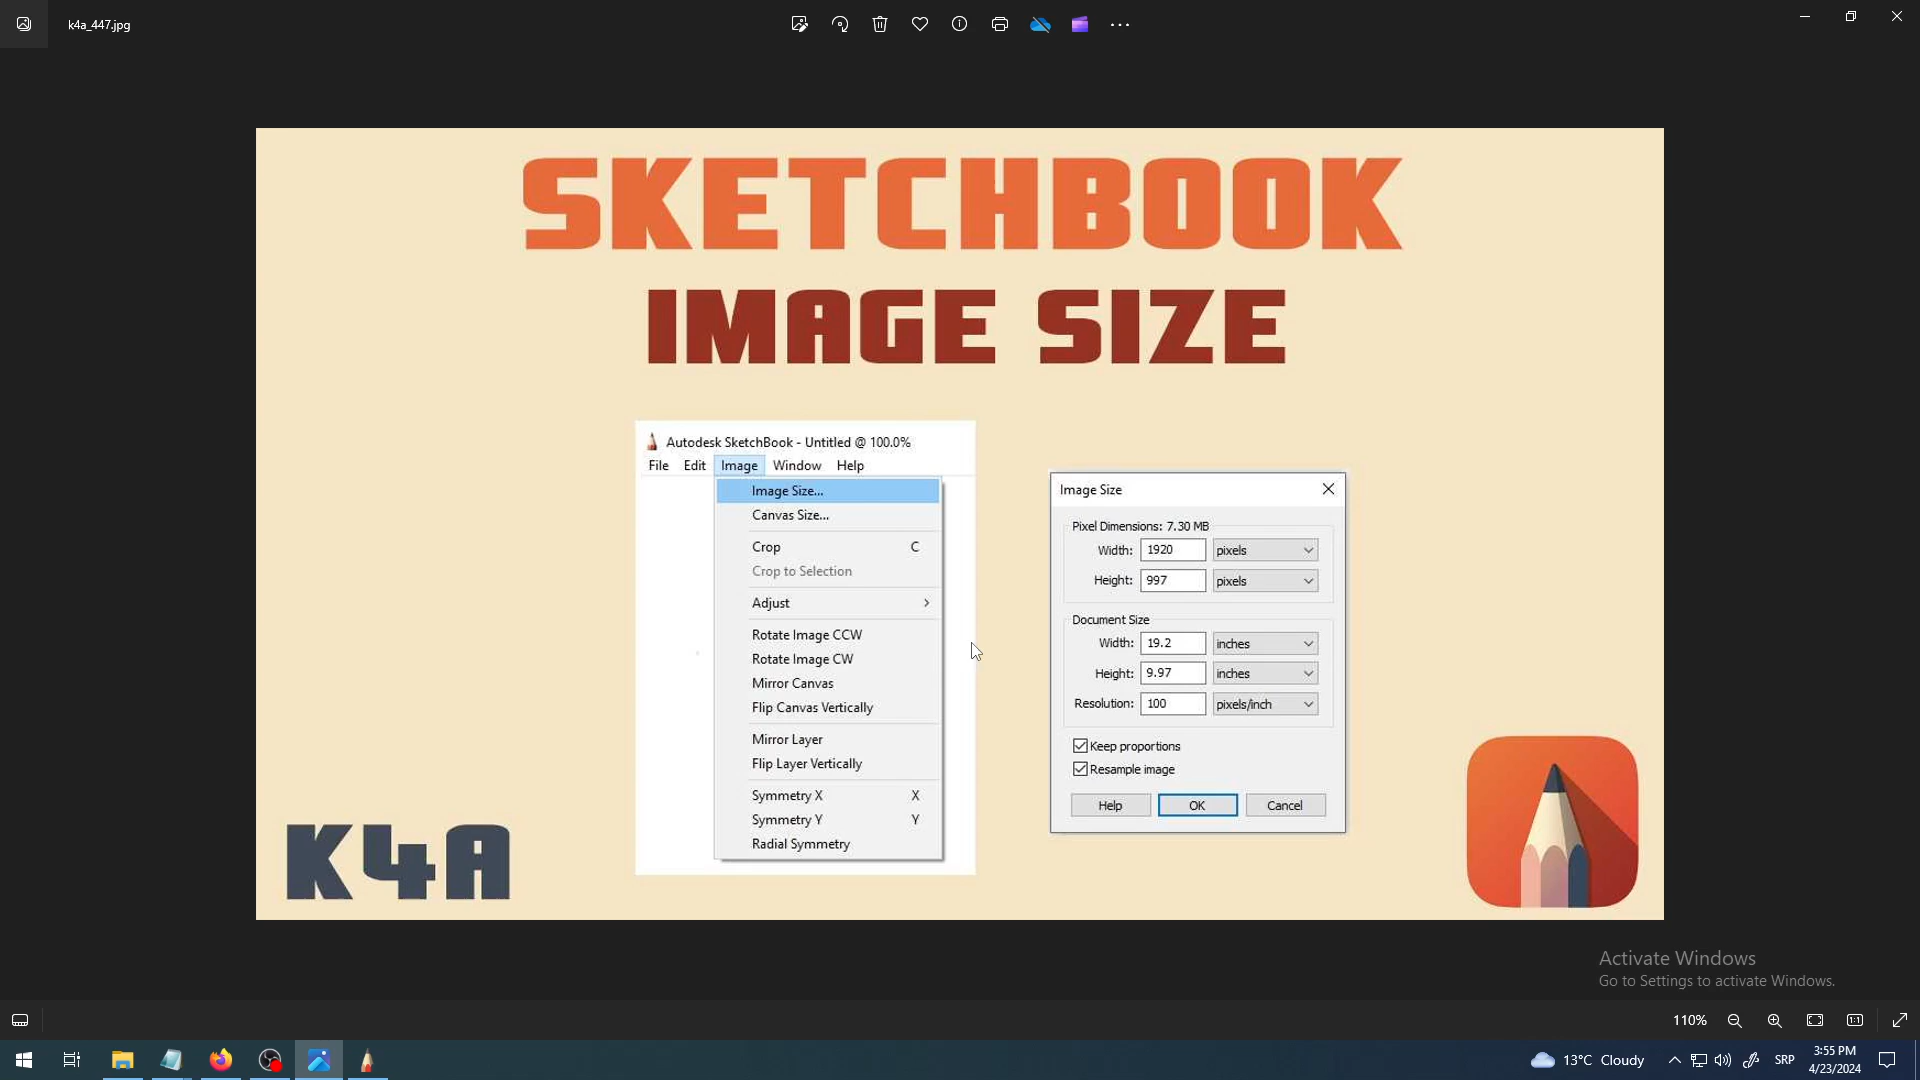 k4a_447.jpg
SKETCHBOOK
IMAGE SIZE
Autodesk SketchBook - Untitled @ 100.0%
File Edit Image Window Help
Image Size...
Canvas Size...
Crop C
Crop to Selection
Adjust
Rotate Image CCW
Rotate Image CW
Mirror Canvas
Flip Canvas Vertically
Mirror Layer
Flip Layer Vertically
Symmetry X X
Symmetry Y Y
Radial Symmetry
Image Size
Pixel Dimensions: 7.30 MB
Width: 1920 pixels
Height: 997 pixels
Document Size
Width: 19.2 inches
Height: 9.97 inches
Resolution: 100 pixels/inch
Keep proportions
Resample image
Help OK Cancel
K4A
Activate Windows
Go to Settings to activate Windows.
110%
1:1
13°C Cloudy
SRP
3:55 PM
4/23/2024